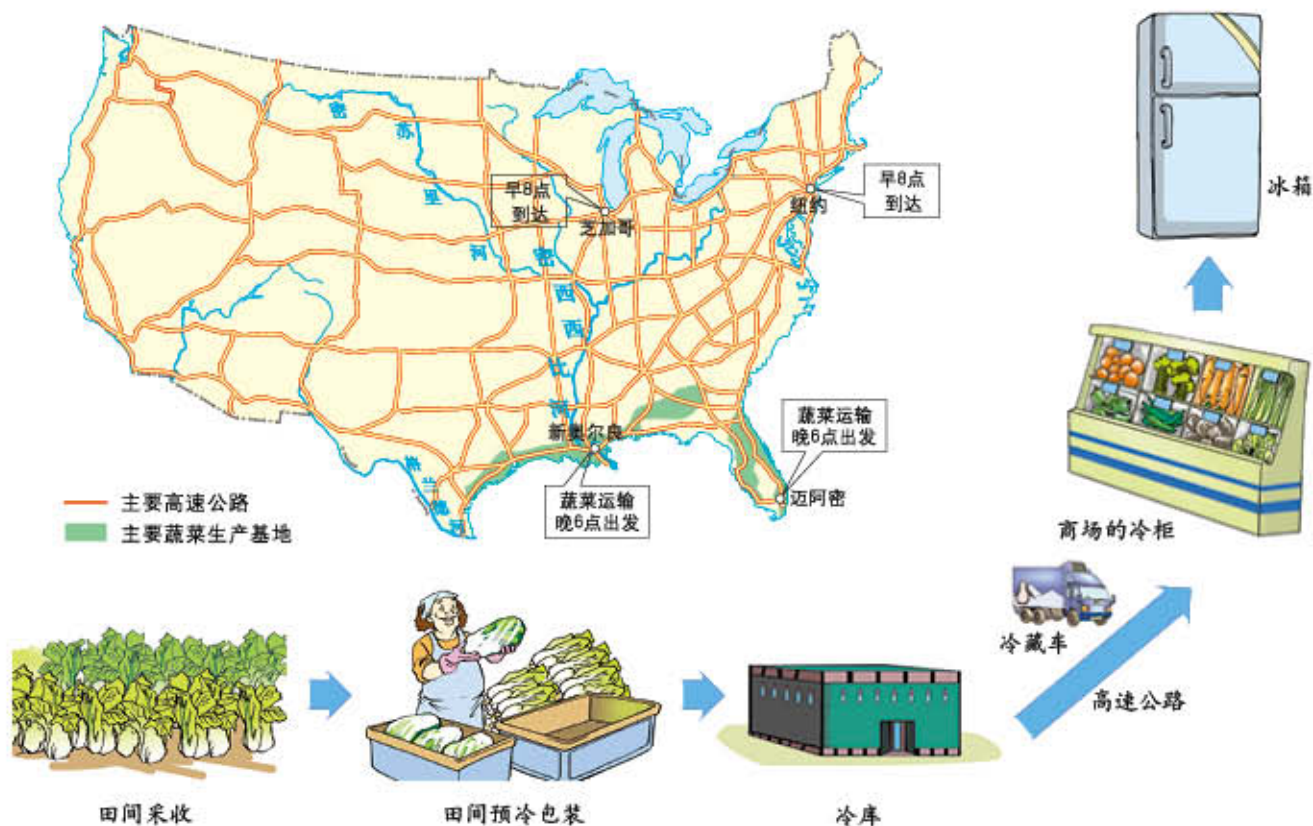 密
苏
里
河
密
西
西
比
河
早8点
到达
芝加哥
早8点
到达
纽约
新奥尔良
蔬菜运输
晚6点出发
蔬菜运输
晚6点出发
迈阿密
格
兰
德
河
主要高速公路
主要蔬菜生产基地
冰箱
商场的冷柜
冷藏车
高速公路
田间采收
田间预冷包装
冷库